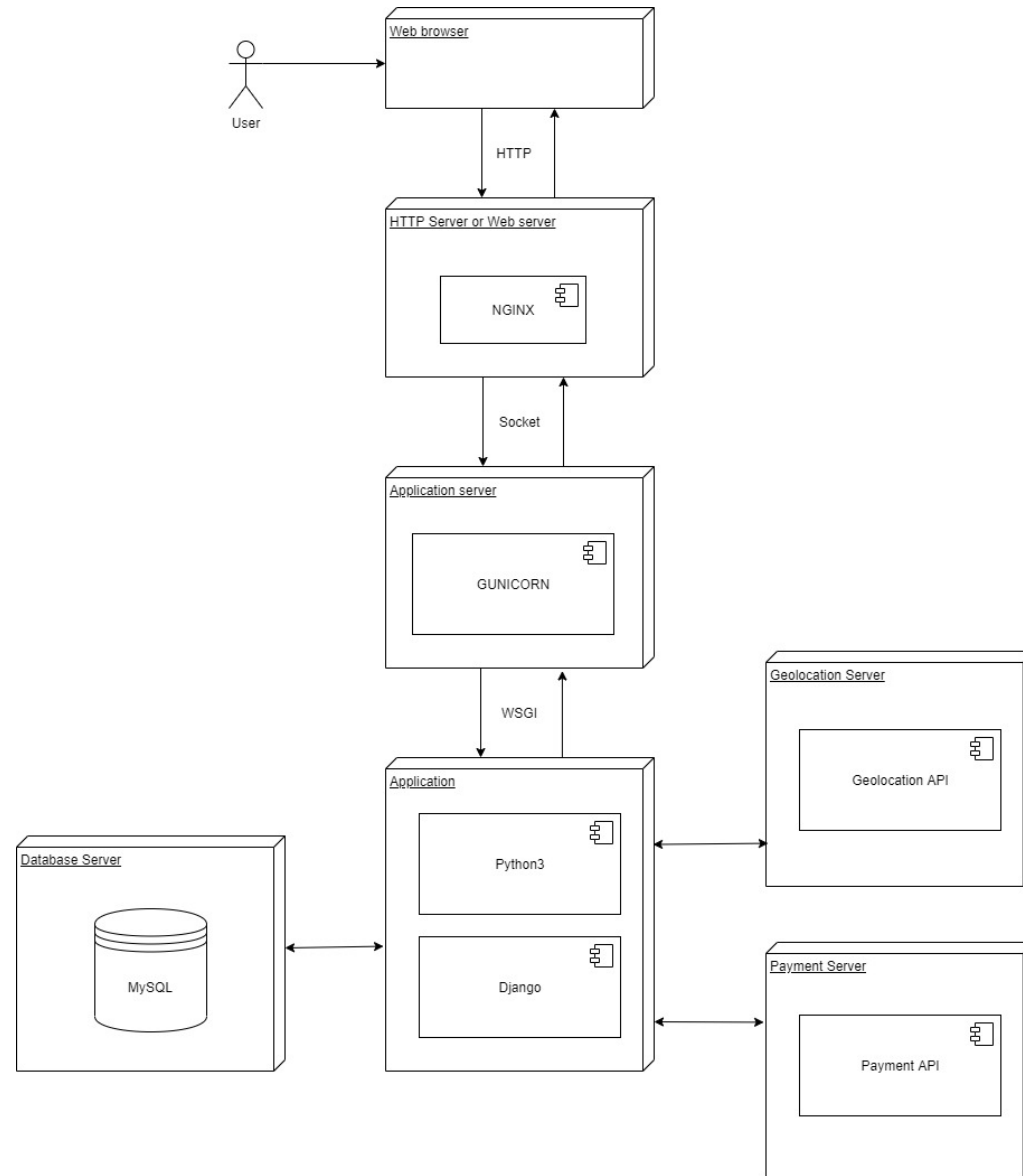 Web browser
User
HTTP
HTTP Server or Web server
NGINX
Socket
Application server
GUNICORN
WSGI
Geolocation Server
Geolocation API
Application
Python3
Database Server
MySQL
Django
Payment Server
Payment API